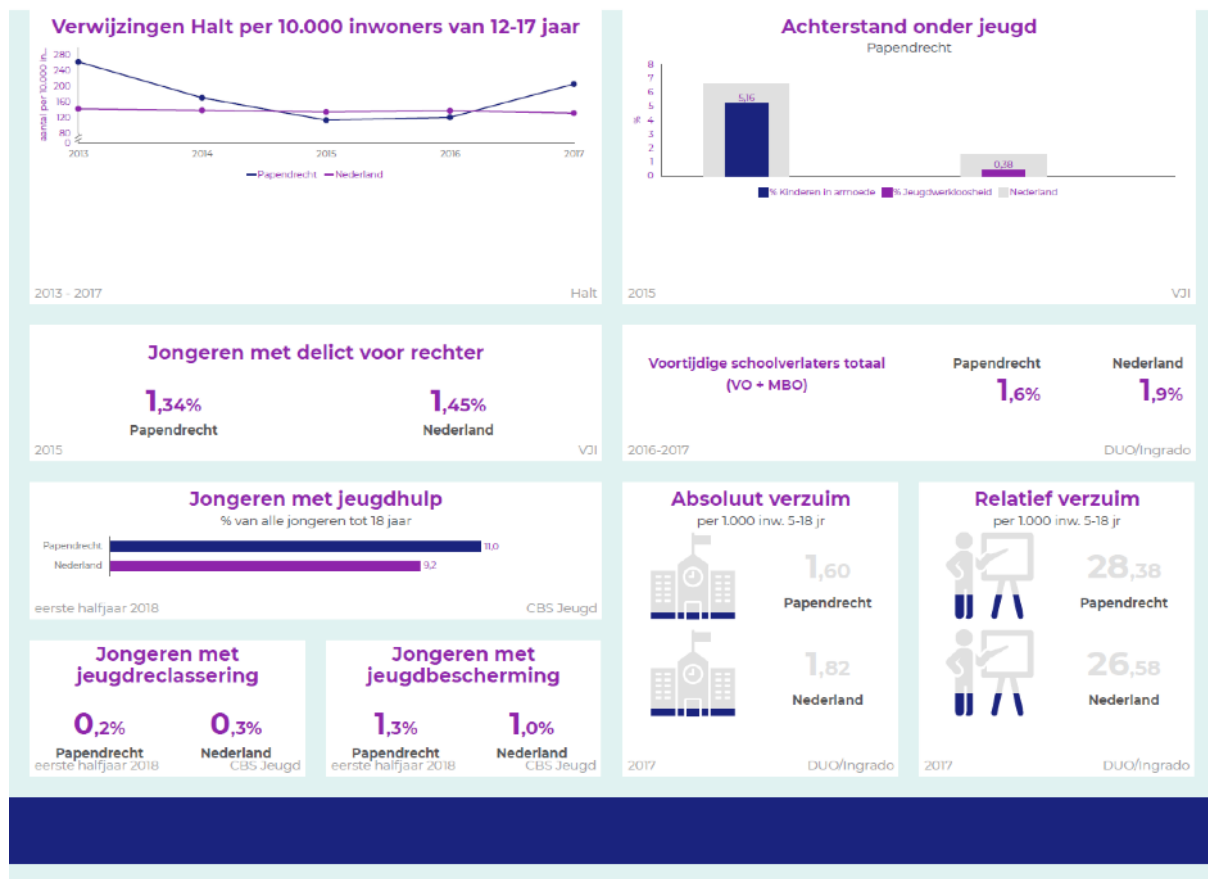 Verwijzingen Halt per 10.000 inwoners van 12-17 jaar
aantal per 10.000 in...
280
240
200
160
120
80
0
2013 2014 2015 2016 2017
Papendrecht Nederland
2013 - 2017 Halt
Achterstand onder jeugd
Papendrecht
%
8
7
6
5
4
3
2
1
0
5,16
0,38
% Kinderen in armoede % Jeugdwerkloosheid Nederland
2015 VJI
Jongeren met delict voor rechter
1,34% 1,45%
Papendrecht Nederland
2015 VJI
Voortijdige schoolverlaters totaal
(VO + MBO)
Papendrecht Nederland
1,6% 1,9%
2016-2017 DUO/Ingrado
Jongeren met jeugdhulp
% van alle jongeren tot 18 jaar
Papendrecht 11,0
Nederland 9,2
eerste halfjaar 2018 CBS Jeugd
Absoluut verzuim
per 1.000 inw. 5-18 jr
1,60
Papendrecht
1,82
Nederland
2017 DUO/Ingrado
Relatief verzuim
per 1.000 inw. 5-18 jr
28,38
Papendrecht
26,58
Nederland
2017 DUO/Ingrado
Jongeren met
jeugdreclassering
0,2% 0,3%
Papendrecht Nederland
eerste halfjaar 2018 CBS Jeugd
Jongeren met
jeugdbescherming
1,3% 1,0%
Papendrecht Nederland
eerste halfjaar 2018 CBS Jeugd